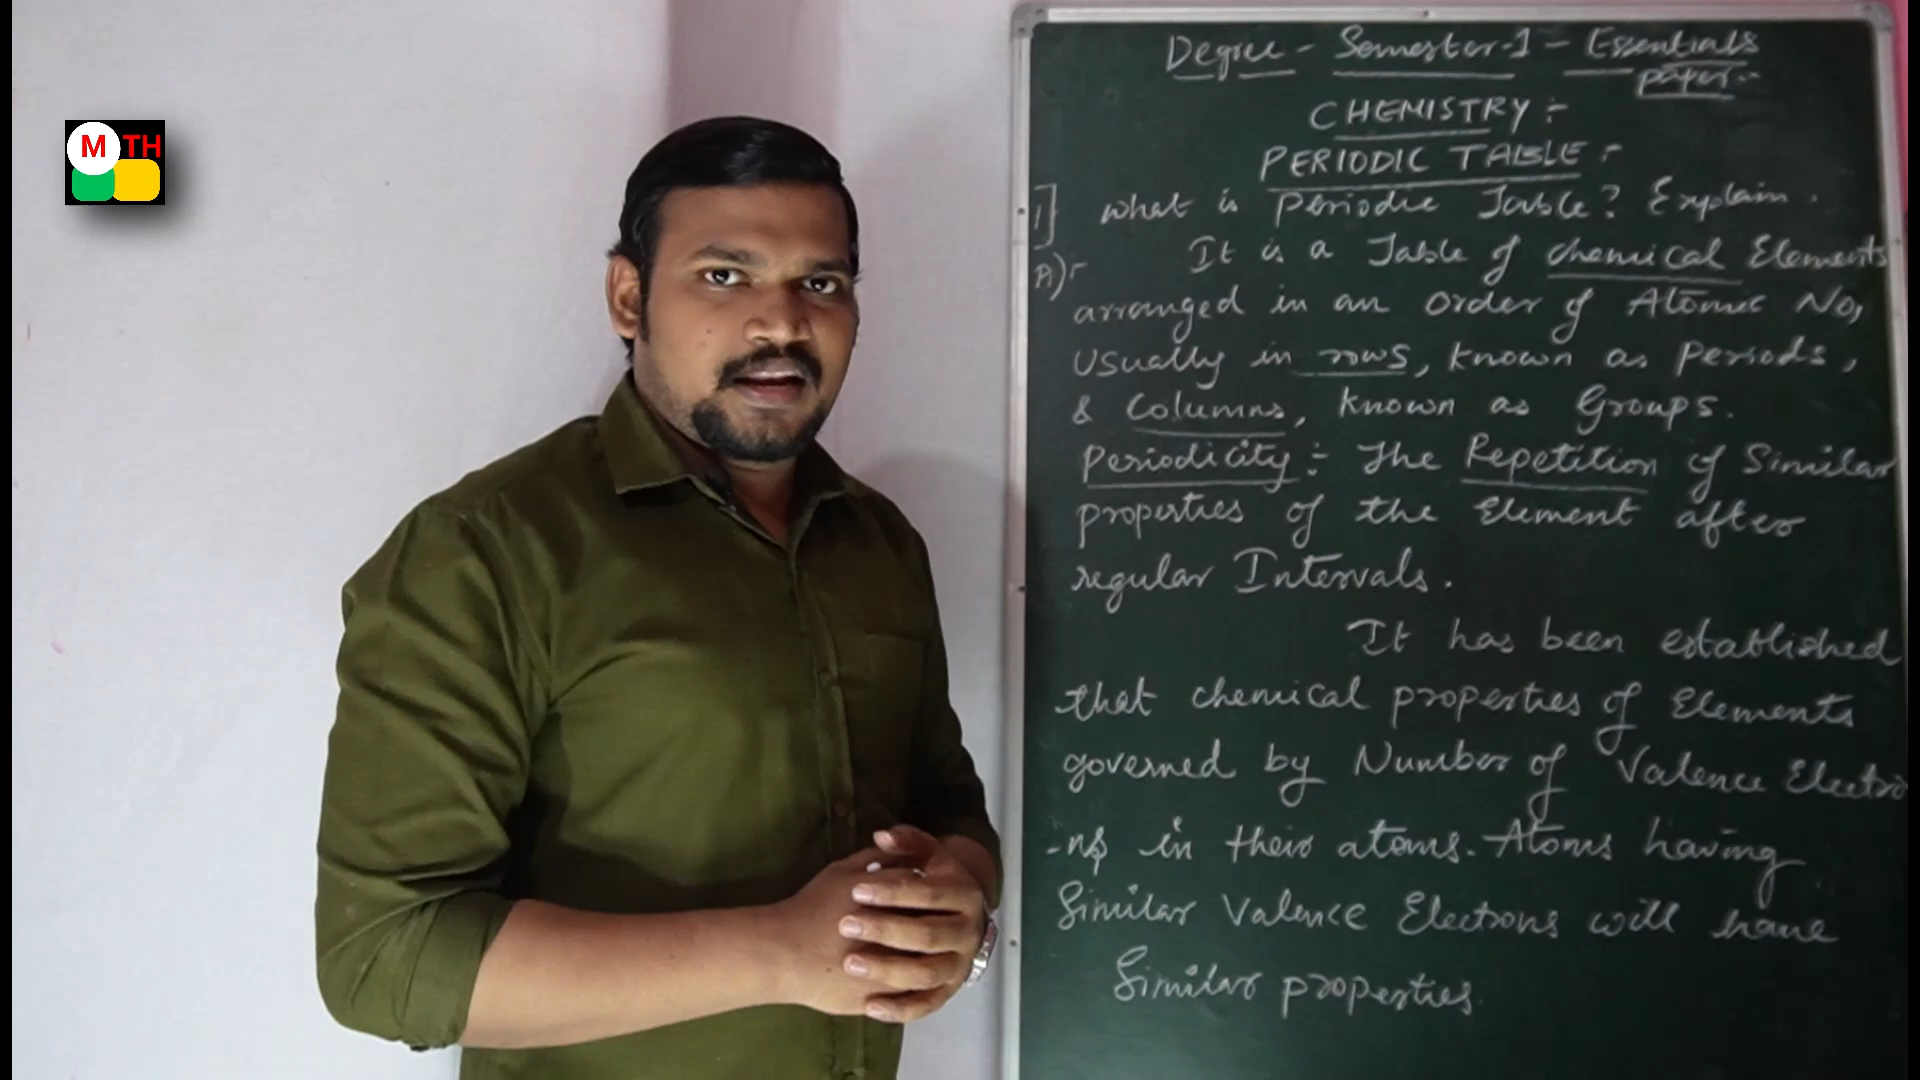 M TH
Degree - Semester-1 - Essentials
paper:-
CHEMISTRY :-
PERIODIC TABLE :-
1] What is Periodic Table? Explain.
A):- It is a Table of chemical Elements
arranged in an order of Atomic No,
Usually in rows, known as Periods,
& Columns, known as Groups.
Periodicity :- The Repetition of Similar
properties of the Element after
regular Intervals.
It has been established
that chemical properties of Elements
governed by Number of Valence Electro
-ns in their atoms. Atoms having
Similar Valence Electrons will have
Similar properties.